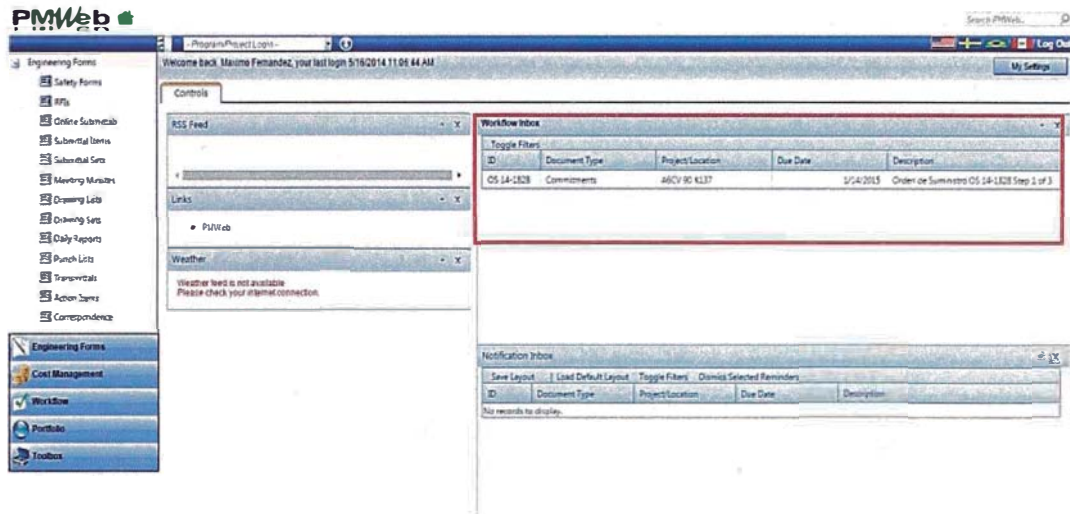 PMWeb
Search PMWeb..
- Program/Project Login -
Log Out
Welcome back, Maximo Fernandez, your last login 5/16/2014 11:06:44 AM
My Settings
Engineering Forms
Safety Forms
RFIs
Online Submittals
Submittal Items
Submittal Sets
Meeting Minutes
Drawing Lists
Drawing Sets
Daily Reports
Punch Lists
Transmittals
Action Items
Correspondence
Engineering Forms
Cost Management
Workflow
Portfolio
Toolbox
Controls
RSS Feed
Links
PMWeb
Weather
Weather feed is not available
Please check your internet connection.
Workflow Inbox
Toggle Filters
ID Document Type Project/Location Due Date Description
OS 14-1828 Commitments A6CV 90 K137 1/14/2015 Orden de Suministro OS 14-1828 Step 1 of 3
Notification Inbox
Save Layout | Load Default Layout Toggle Filters Dismiss Selected Reminders
ID Document Type Project/Location Due Date Description
No records to display.